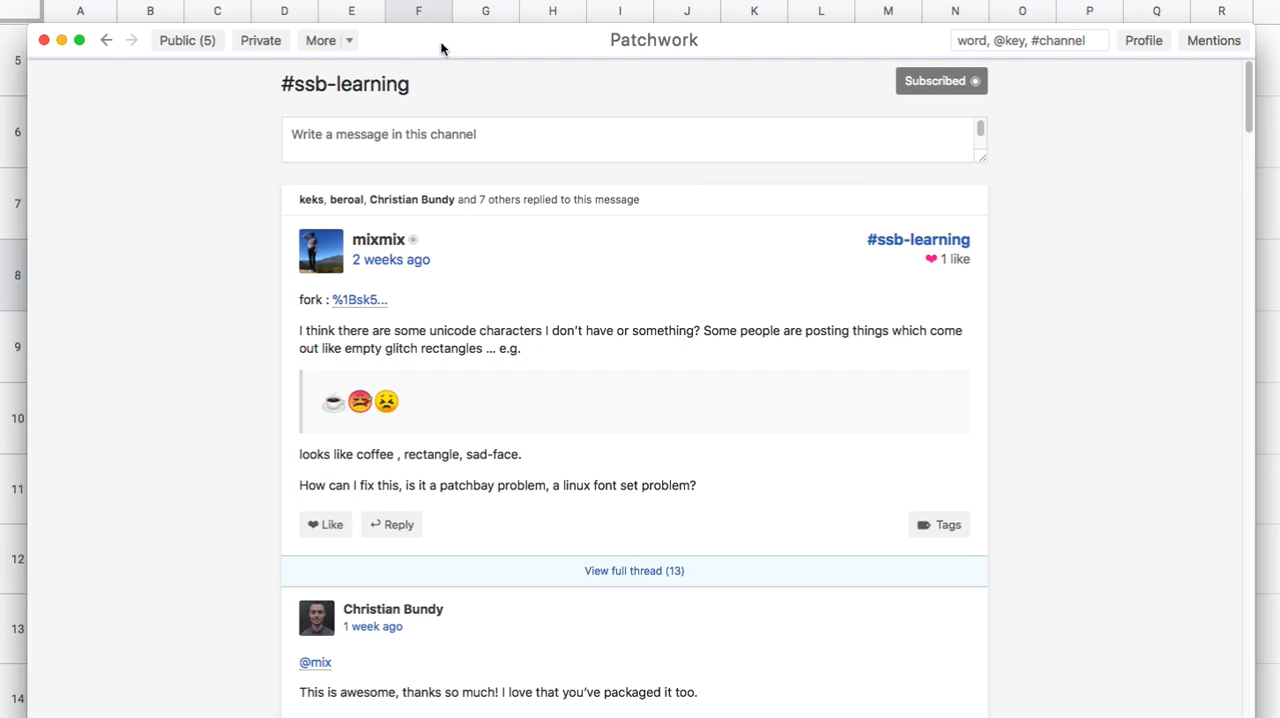 A B C D E F G H I J K L M N O P Q R
Public (5) Private More Patchwork word, @key, #channel Profile Mentions
5
#ssb-learning Subscribed
6
Write a message in this channel
7
keks, beroal, Christian Bundy and 7 others replied to this message
mixmix #ssb-learning
2 weeks ago 1 like
8
fork : %1Bsk5...
I think there are some unicode characters I don't have or something? Some people are posting things which come
9
out like empty glitch rectangles ... e.g.
☕😡😣
10
looks like coffee , rectangle, sad-face.
How can I fix this, is it a patchbay problem, a linux font set problem?
11
❤ Like ↩ Reply Tags
12
View full thread (13)
Christian Bundy
1 week ago
13
@mix
This is awesome, thanks so much! I love that you've packaged it too.
14